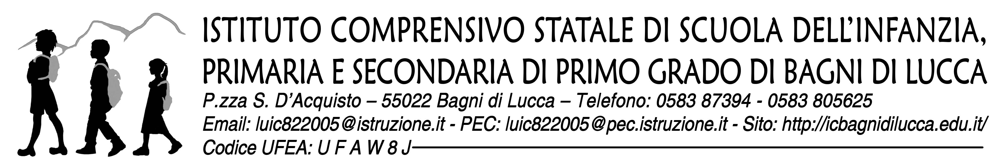 ISTITUTO COMPRENSIVO STATALE DI SCUOLA DELL’INFANZIA,
PRIMARIA E SECONDARIA DI PRIMO GRADO DI BAGNI DI LUCCA
P.zza S. D’Acquisto – 55022 Bagni di Lucca – Telefono: 0583 87394 - 0583 805625
Email: luic822005@istruzione.it - PEC: luic822005@pec.istruzione.it - Sito: http://icbagnidilucca.edu.it/
Codice UFEA: U F A W 8 J